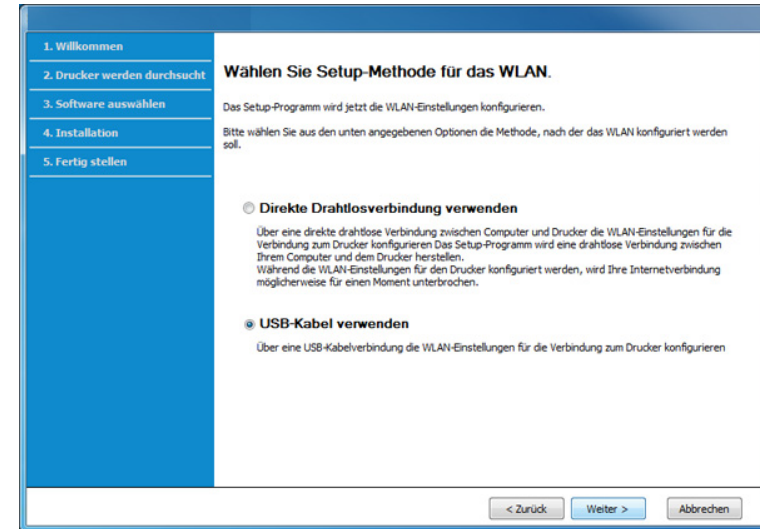 1. Willkommen
2. Drucker werden durchsucht
3. Software auswählen
4. Installation
5. Fertig stellen
Wählen Sie Setup-Methode für das WLAN.
Das Setup-Programm wird jetzt die WLAN-Einstellungen konfigurieren.
Bitte wählen Sie aus den unten angegebenen Optionen die Methode, nach der das WLAN konfiguriert werden
soll.
Direkte Drahtlosverbindung verwenden
Über eine direkte drahtlose Verbindung zwischen Computer und Drucker die WLAN-Einstellungen für die
Verbindung zum Drucker konfigurieren Das Setup-Programm wird eine drahtlose Verbindung zwischen
Ihrem Computer und dem Drucker herstellen.
Während die WLAN-Einstellungen für den Drucker konfiguriert werden, wird Ihre Internetverbindung
möglicherweise für einen Moment unterbrochen.
USB-Kabel verwenden
Über eine USB-Kabelverbindung die WLAN-Einstellungen für die Verbindung zum Drucker konfigurieren
< Zurück
Weiter >
Abbrechen